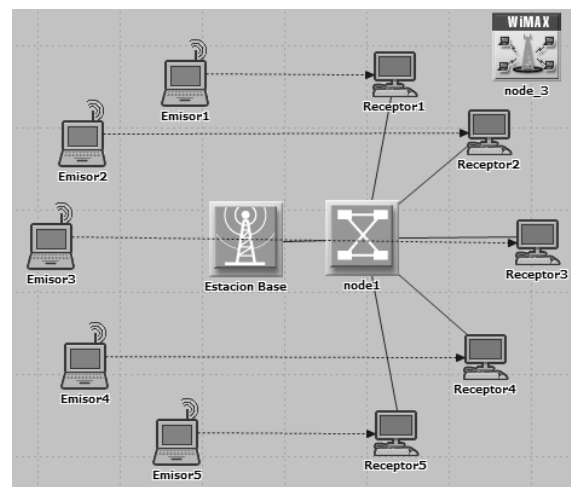 WiMAX
node_3
Emisor1
Receptor1
Emisor2
Receptor2
Emisor3
Estacion Base
node1
Receptor3
Emisor4
Receptor4
Emisor5
Receptor5